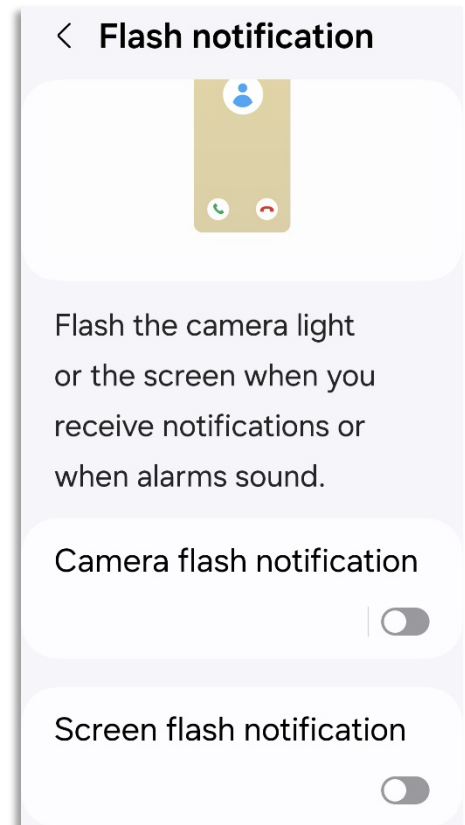 Flash notification
Flash the camera light
or the screen when you
receive notifications or
when alarms sound.
Camera flash notification
Screen flash notification